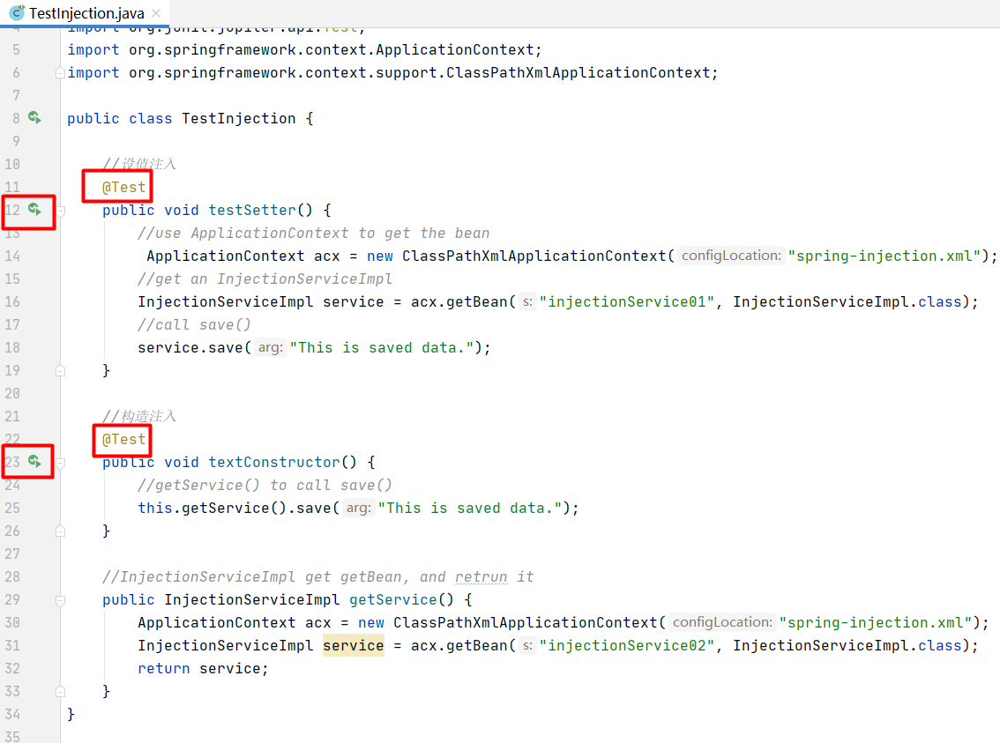 TestInjection.java
4 import org.junit.jupiter.api.Test;
5 import org.springframework.context.ApplicationContext;
6 import org.springframework.context.support.ClassPathXmlApplicationContext;
7
8 public class TestInjection {
9
10 //设值注入
11 @Test
12 public void testSetter() {
13 //use ApplicationContext to get the bean
14 ApplicationContext acx = new ClassPathXmlApplicationContext( configLocation: "spring-injection.xml");
15 //get an InjectionServiceImpl
16 InjectionServiceImpl service = acx.getBean( s: "injectionService01", InjectionServiceImpl.class);
17 //call save()
18 service.save( arg: "This is saved data.");
19 }
20
21 //构造注入
22 @Test
23 public void textConstructor() {
24 //getService() to call save()
25 this.getService().save( arg: "This is saved data.");
26 }
27
28 //InjectionServiceImpl get getBean, and retrun it
29 public InjectionServiceImpl getService() {
30 ApplicationContext acx = new ClassPathXmlApplicationContext( configLocation: "spring-injection.xml");
31 InjectionServiceImpl service = acx.getBean( s: "injectionService02", InjectionServiceImpl.class);
32 return service;
33 }
34 }
35